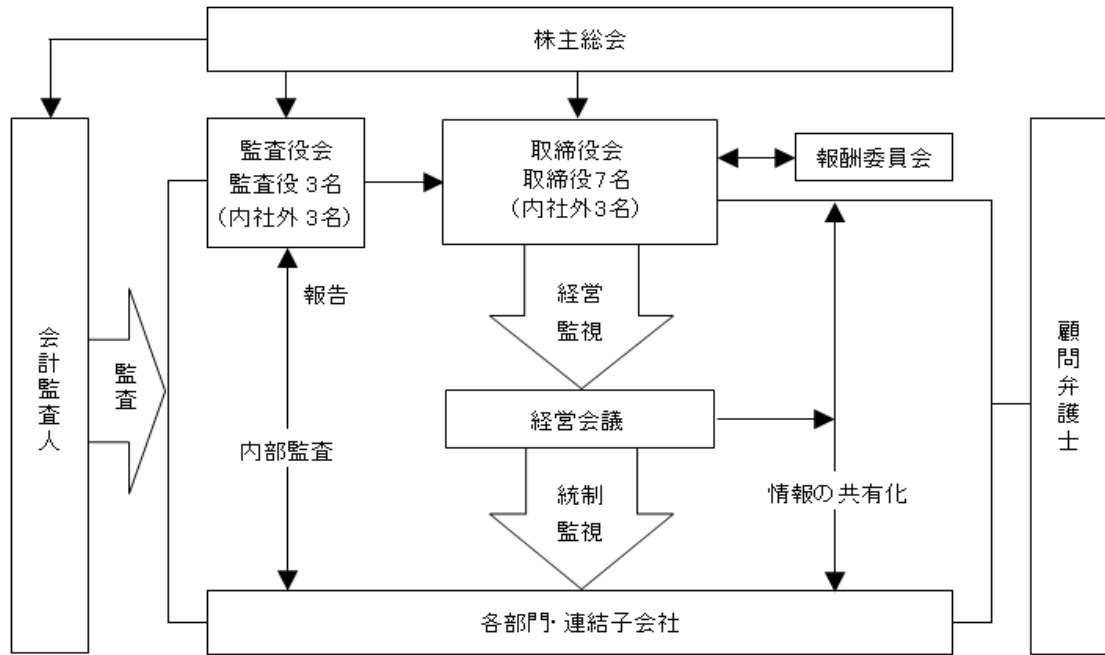 株主総会
監査役会
監査役3名
(内社外3名)
取締役会
取締役7名
(内社外3名)
報酬委員会
報告
経営
監視
会計監査人
監査
顧問弁護士
経営会議
内部監査
統制
監視
情報の共有化
各部門・連結子会社